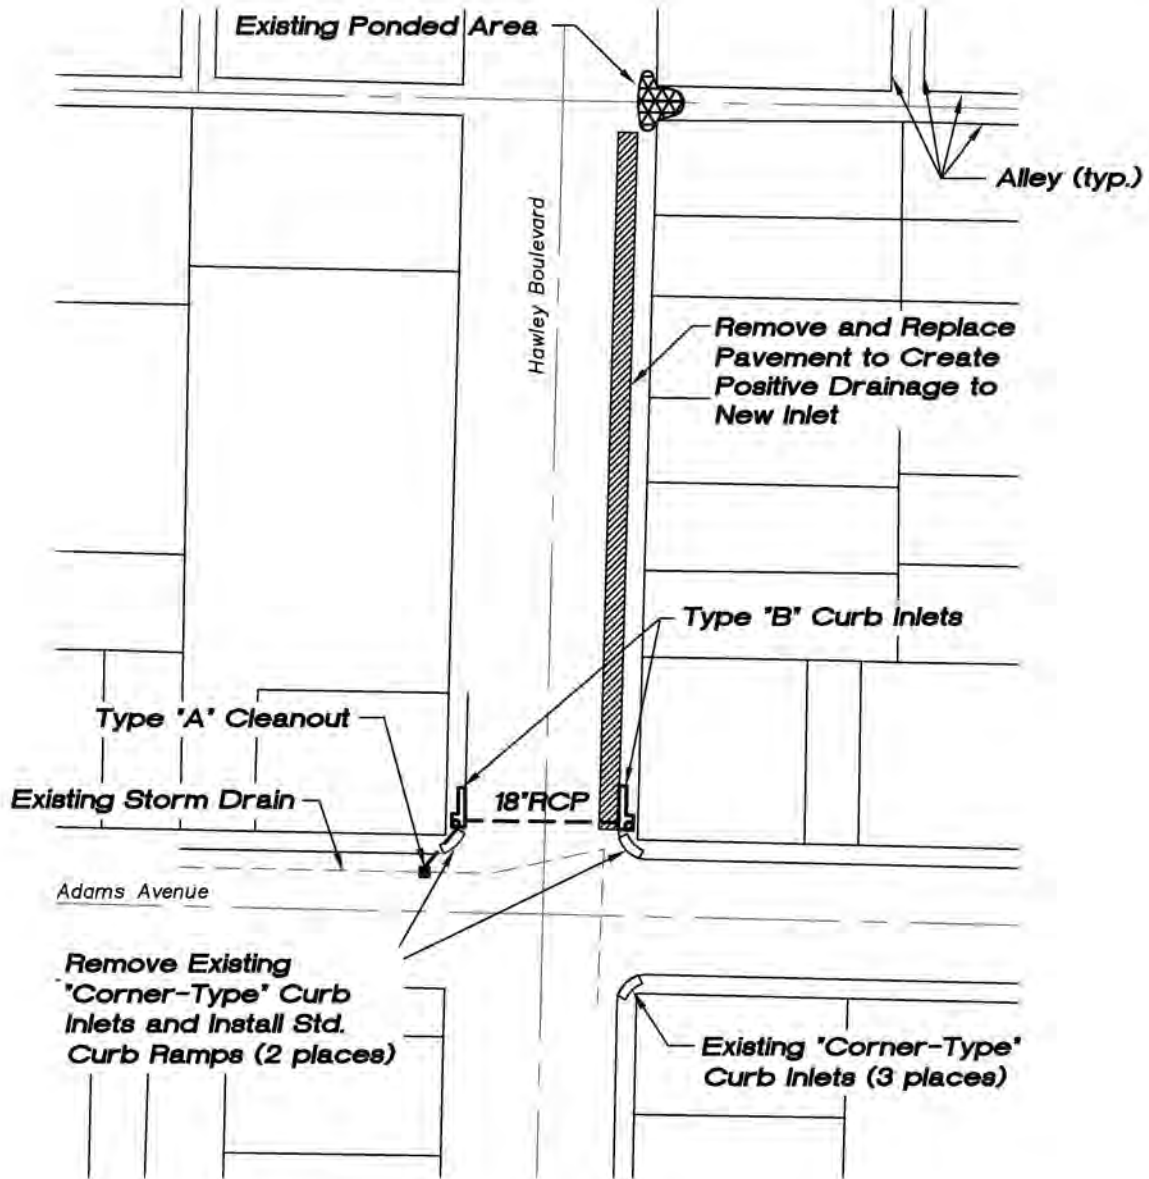 Existing Ponded Area
Alley (typ.)
Hawley Boulevard
Remove and Replace
Pavement to Create
Positive Drainage to
New Inlet
Type "B" Curb Inlets
Type "A" Cleanout
18"RCP
Existing Storm Drain
Adams Avenue
Remove Existing
"Corner-Type" Curb
Inlets and Install Std.
Curb Ramps (2 places)
Existing "Corner-Type"
Curb Inlets (3 places)